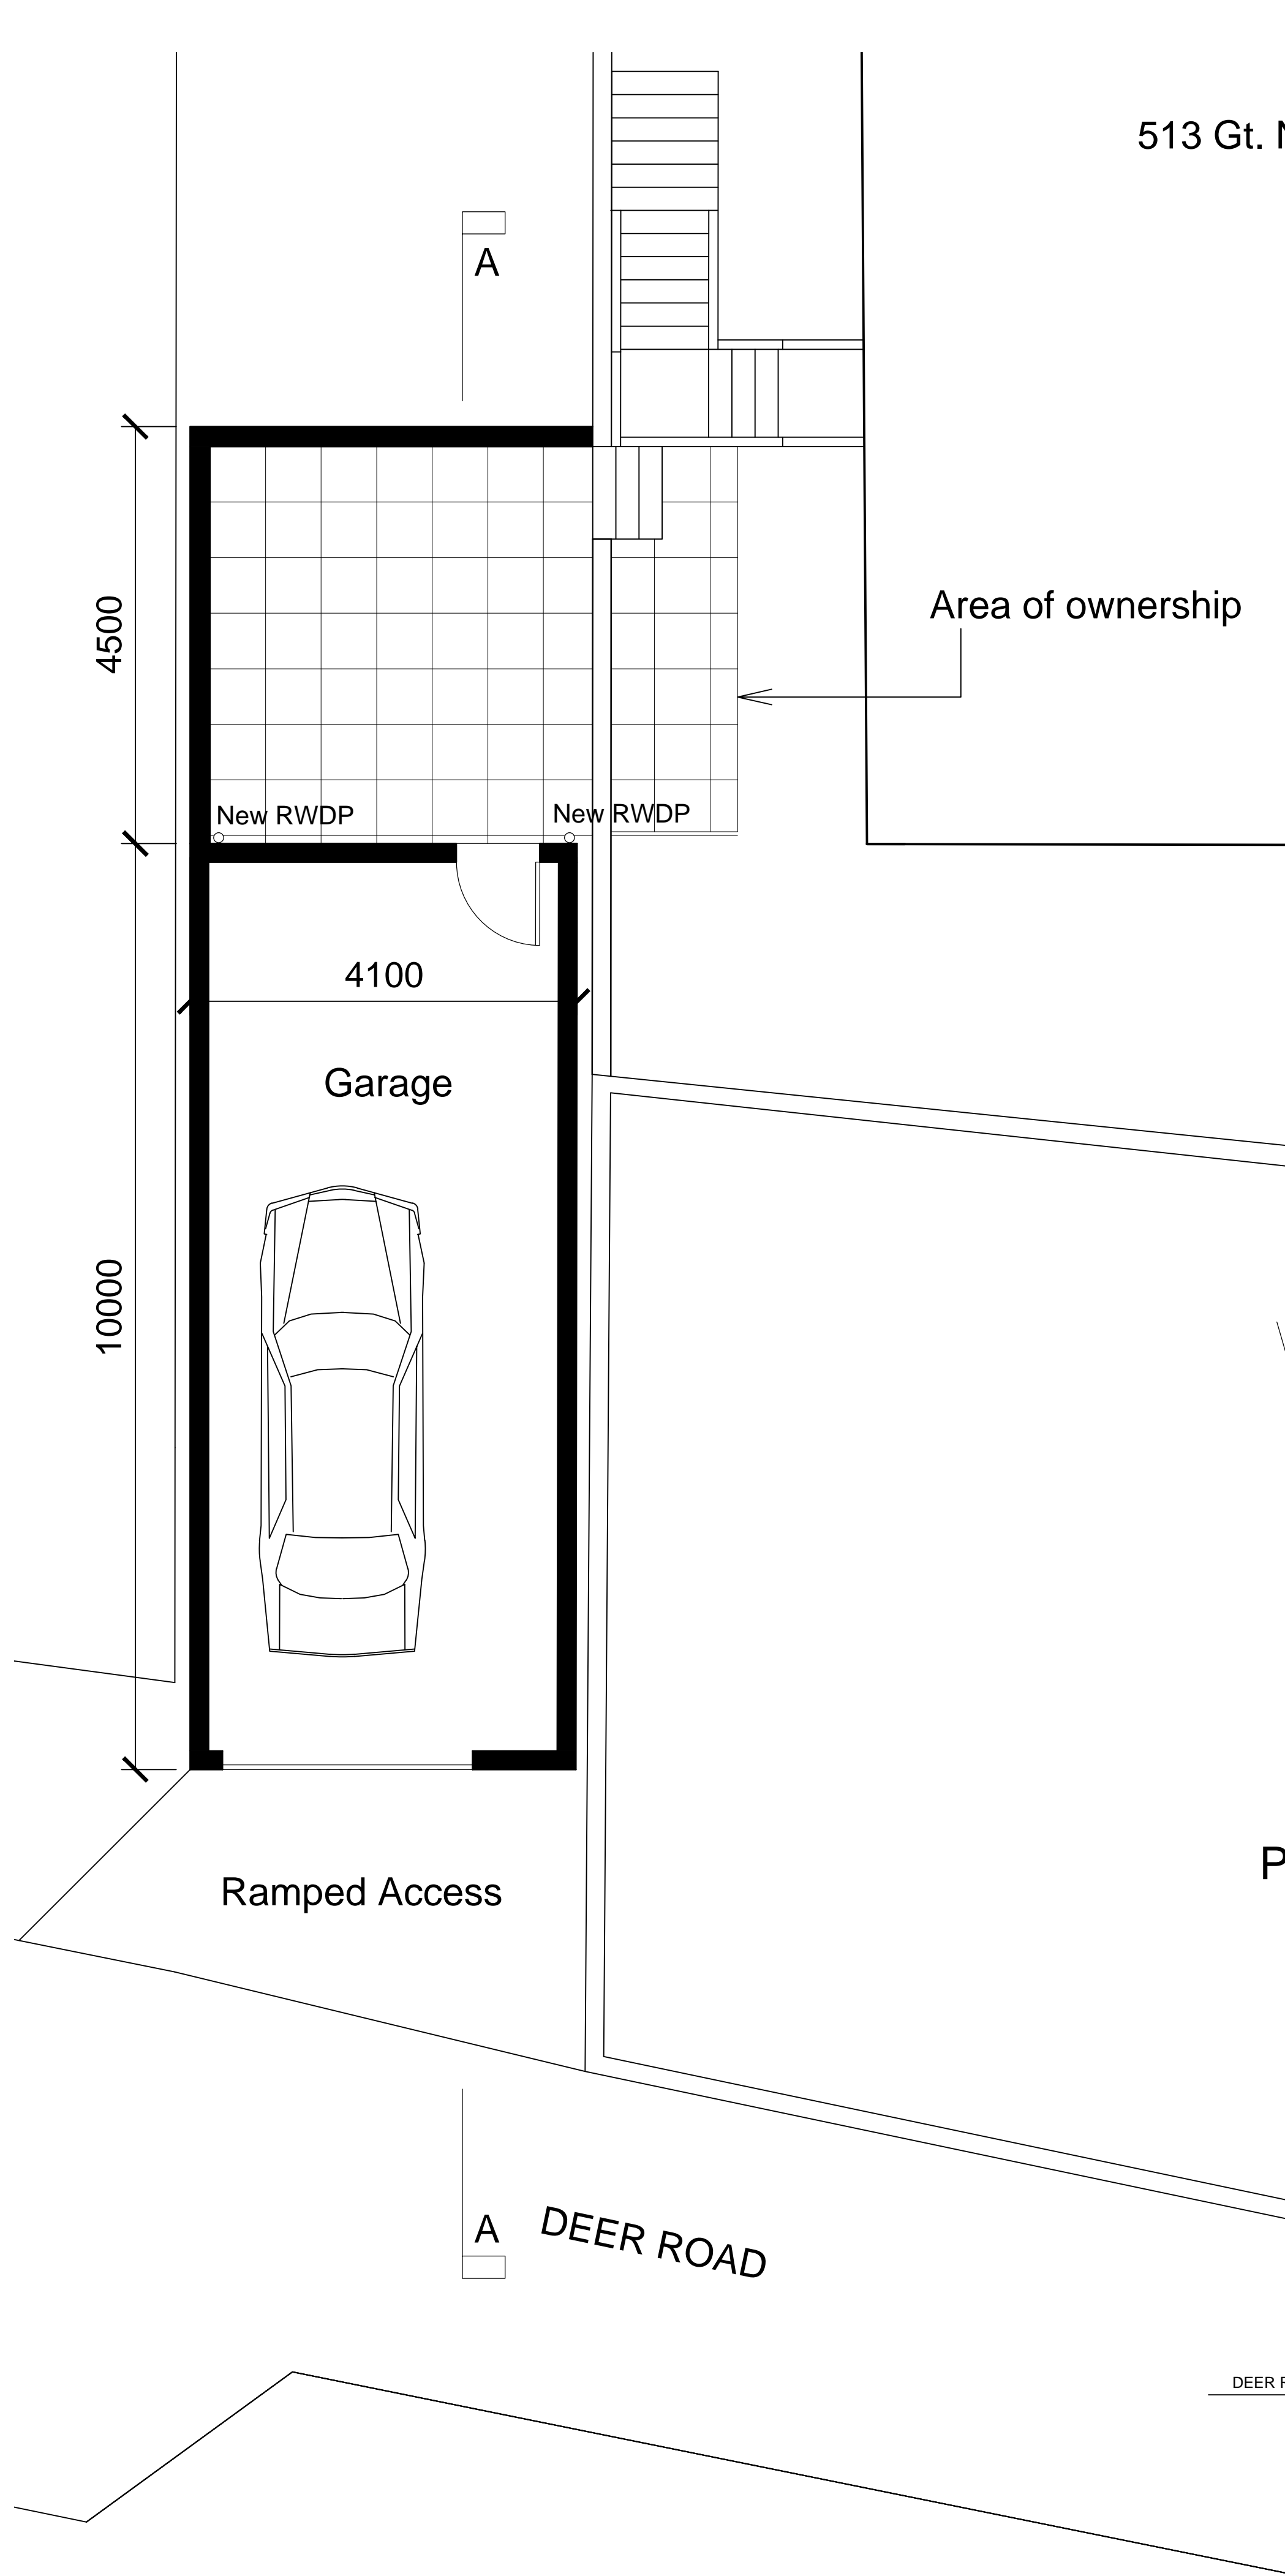 513 Gt.
A
Area of ownership
4500
New RWDP
New RWDP
4100
Garage
10000
Ramped Access
A
DEER ROAD
DEER